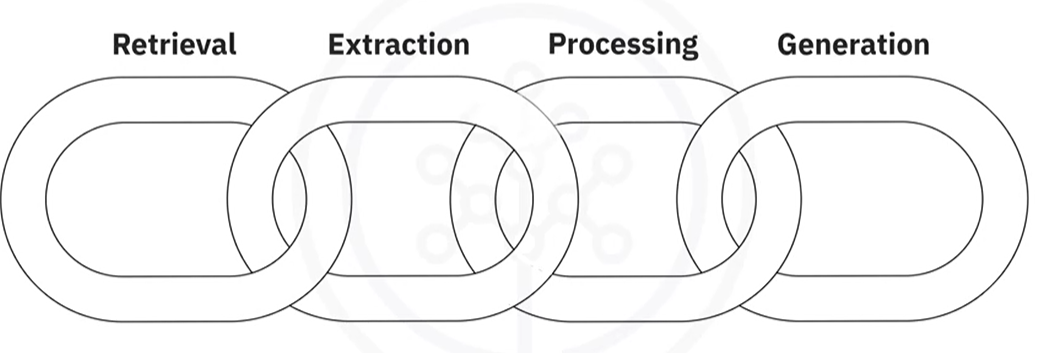 Retrieval Extraction Processing Generation